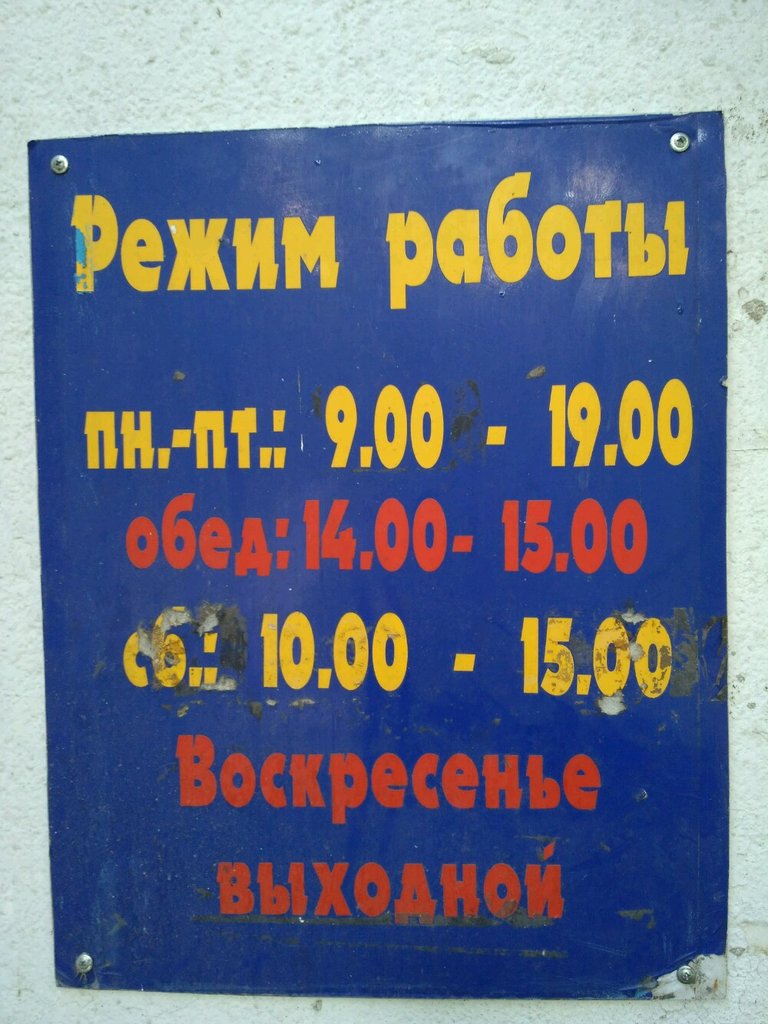 Режим работы
пн.-пт.: 9.00 - 19.00
обед: 14.00- 15.00
сб.: 10.00 - 15.00
Воскресенье
выходной